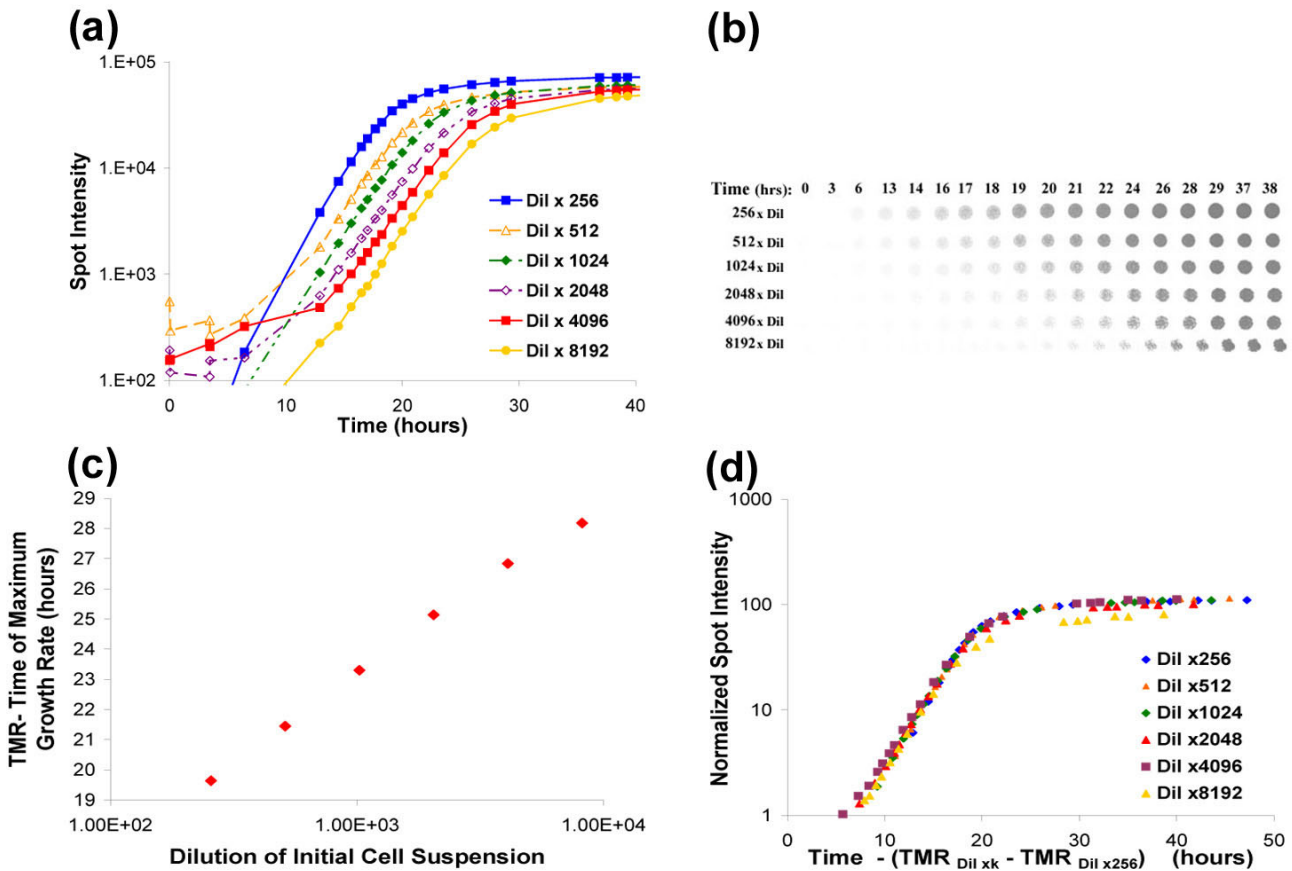 (a)
1.E+05
1.E+04
1.E+03
1.E+02
Spot Intensity
0 10 20 30 40
Time (hours)
Dil x 256
Dil x 512
Dil x 1024
Dil x 2048
Dil x 4096
Dil x 8192
(b)
Time (hrs): 0 3 6 13 14 16 17 18 19 20 21 22 24 26 28 29 37 38
256x Dil
512x Dil
1024x Dil
2048x Dil
4096x Dil
8192x Dil
(c)
29
28
27
26
25
24
23
22
21
20
19
TMR- Time of Maximum
Growth Rate (hours)
1.00E+02 1.00E+03 1.00E+04
Dilution of Initial Cell Suspension
(d)
1000
100
10
1
Normalized Spot Intensity
0 10 20 30 40 50
Time - (TMR Dil xk - TMR Dil x256) (hours)
Dil x256
Dil x512
Dil x1024
Dil x2048
Dil x4096
Dil x8192